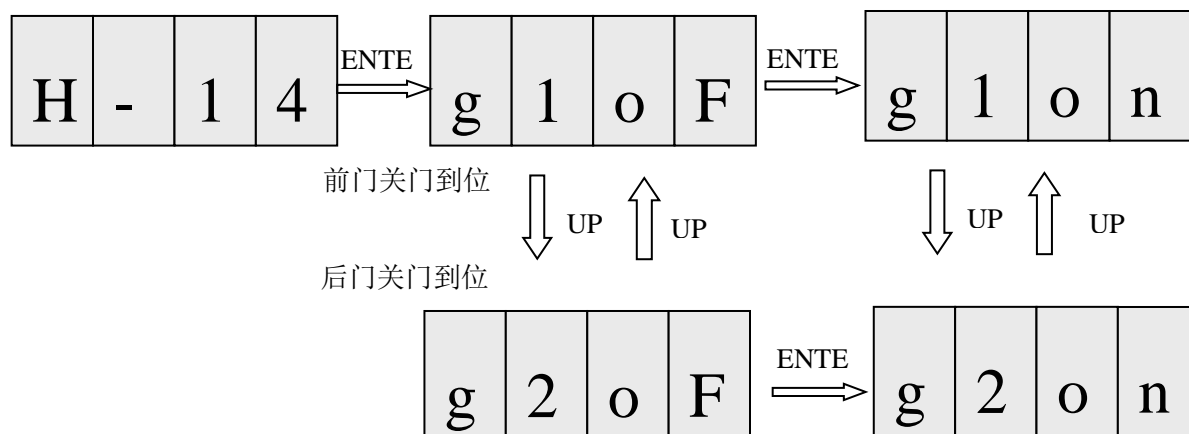 H - 1 4 ENTE g 1 o F ENTE g 1 o n
前门关门到位
UP UP UP UP
后门关门到位
g 2 o F ENTE g 2 o n